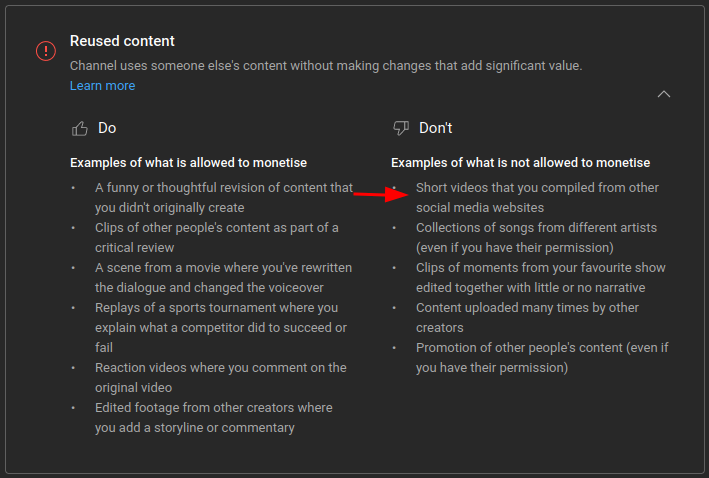 Reused content
Channel uses someone else's content without making changes that add significant value.
Learn more
Do
Examples of what is allowed to monetise
• A funny or thoughtful revision of content that
you didn't originally create
• Clips of other people's content as part of a
critical review
• A scene from a movie where you've rewritten
the dialogue and changed the voiceover
• Replays of a sports tournament where you
explain what a competitor did to succeed or
fail
• Reaction videos where you comment on the
original video
• Edited footage from other creators where
you add a storyline or commentary
Don't
Examples of what is not allowed to monetise
• Short videos that you compiled from other
social media websites
• Collections of songs from different artists
(even if you have their permission)
• Clips of moments from your favourite show
edited together with little or no narrative
• Content uploaded many times by other
creators
• Promotion of other people's content (even if
you have their permission)